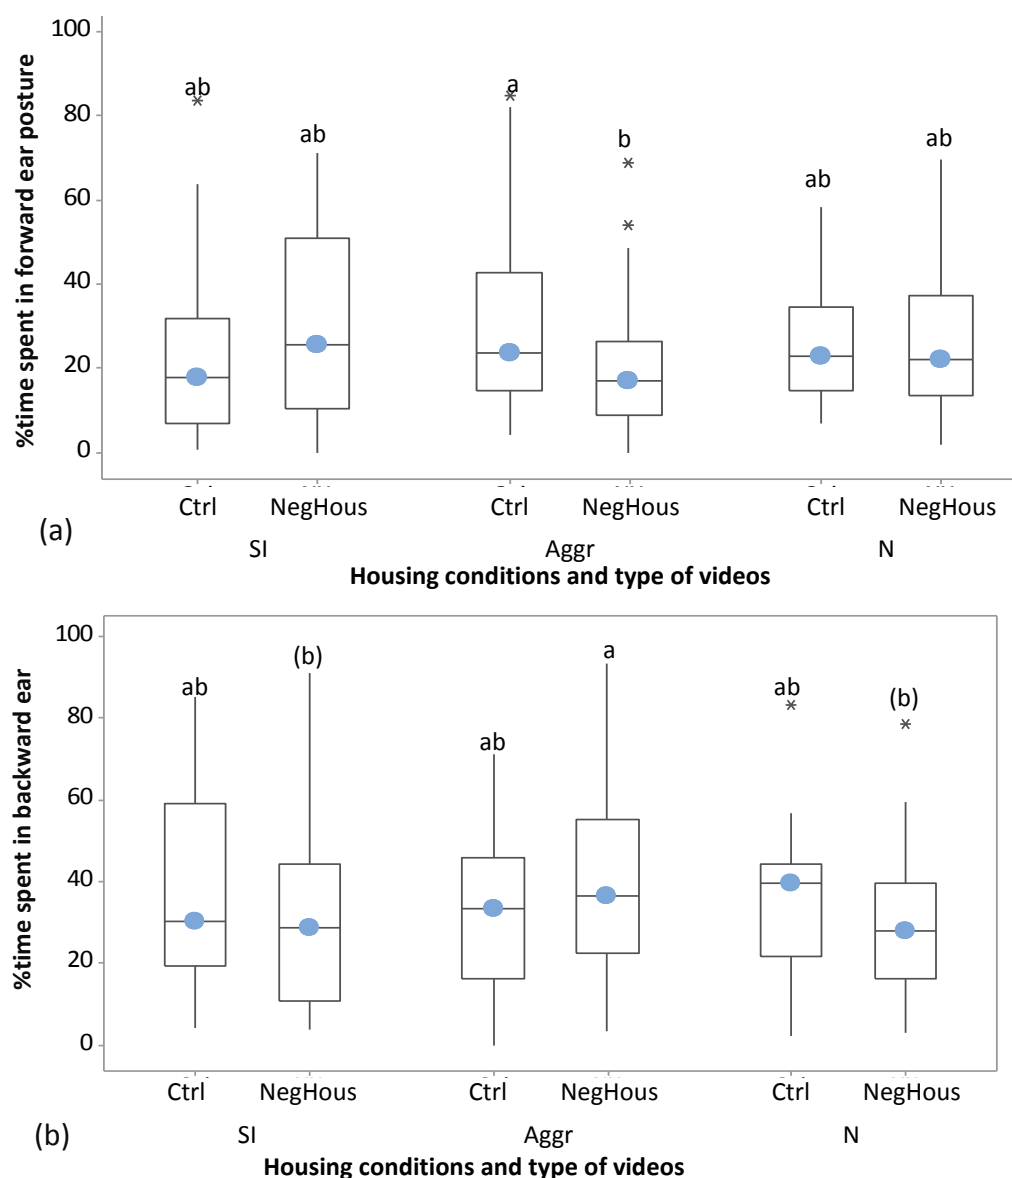 100
80
60
40
20
0
%time spent in forward ear posture
ab
ab
a
b
ab
ab
Ctrl NegHous Ctrl NegHous Ctrl NegHous
(a)
SI Aggr N
Housing conditions and type of videos
100
80
60
40
20
0
%time spent in backward ear
ab
(b)
ab
a
ab
(b)
Ctrl NegHous Ctrl NegHous Ctrl NegHous
(b)
SI Aggr N
Housing conditions and type of videos